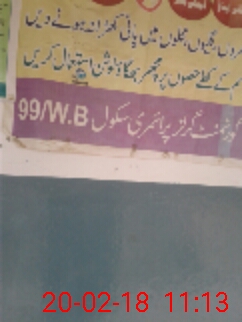 گھروں، گلیوں، محلوں میں پانی کھڑا نہ ہونے دیں
جسم کے کھلے حصوں پر مچھر بھگاؤ لوشن استعمال کریں
گورنمنٹ گرلز پرائمری سکول 99/W.B
20-02-18 11:13